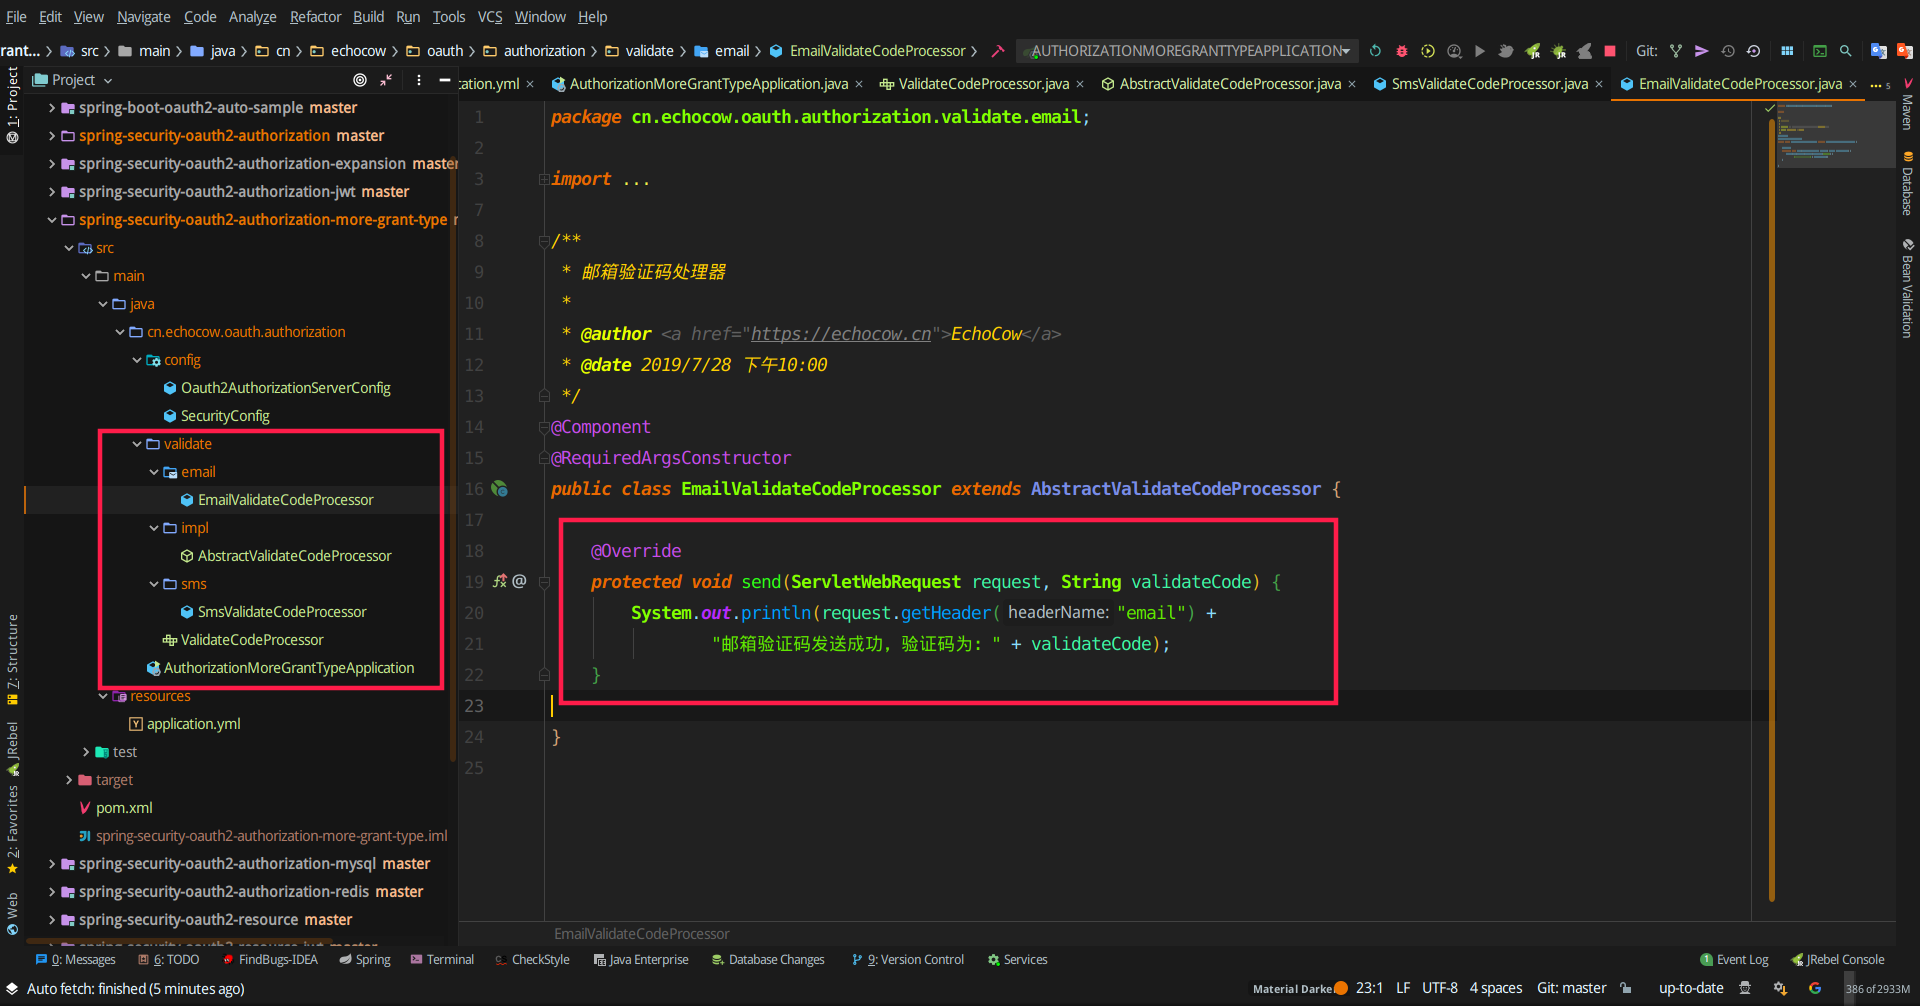 File Edit View Navigate Code Analyze Refactor Build Run Tools VCS Window Help
rant... src main java cn echocow oauth authorization validate email EmailValidateCodeProcessor AUTHORIZATIONMOREGRANTTYPEAPPLICATION Git:
Project
cation.yml AuthorizationMoreGrantTypeApplication.java ValidateCodeProcessor.java AbstractValidateCodeProcessor.java SmsValidateCodeProcessor.java EmailValidateCodeProcessor.java ... 5
1: Project
7: Structure
JRebel
2: Favorites
Web
spring-boot-oauth2-auto-sample master
spring-security-oauth2-authorization master
spring-security-oauth2-authorization-expansion master
spring-security-oauth2-authorization-jwt master
spring-security-oauth2-authorization-more-grant-type
src
main
java
cn.echocow.oauth.authorization
config
Oauth2AuthorizationServerConfig
SecurityConfig
validate
email
EmailValidateCodeProcessor
impl
AbstractValidateCodeProcessor
sms
SmsValidateCodeProcessor
ValidateCodeProcessor
AuthorizationMoreGrantTypeApplication
resources
application.yml
test
target
pom.xml
spring-security-oauth2-authorization-more-grant-type.iml
spring-security-oauth2-authorization-mysql master
spring-security-oauth2-authorization-redis master
spring-security-oauth2-resource master
1 package cn.echocow.oauth.authorization.validate.email;
2
3 import ...
7
8 /**
9 * 邮箱验证码处理器
10 *
11 * @author <a href="https://echocow.cn">EchoCow</a>
12 * @date 2019/7/28 下午10:00
13 */
14 @Component
15 @RequiredArgsConstructor
16 public class EmailValidateCodeProcessor extends AbstractValidateCodeProcessor {
17
18 @Override
19 @ protected void send(ServletWebRequest request, String validateCode) {
20 System.out.println(request.getHeader( headerName: "email") +
21 "邮箱验证码发送成功，验证码为: " + validateCode);
22 }
23
24 }
25
EmailValidateCodeProcessor
Maven
Database
Bean Validation
0: Messages 6: TODO FindBugs-IDEA Spring Terminal CheckStyle Java Enterprise Database Changes 9: Version Control Services 1 Event Log JRebel Console
Auto fetch: finished (5 minutes ago) Material Darke 23:1 LF UTF-8 4 spaces Git: master up-to-date 386 of 2933M